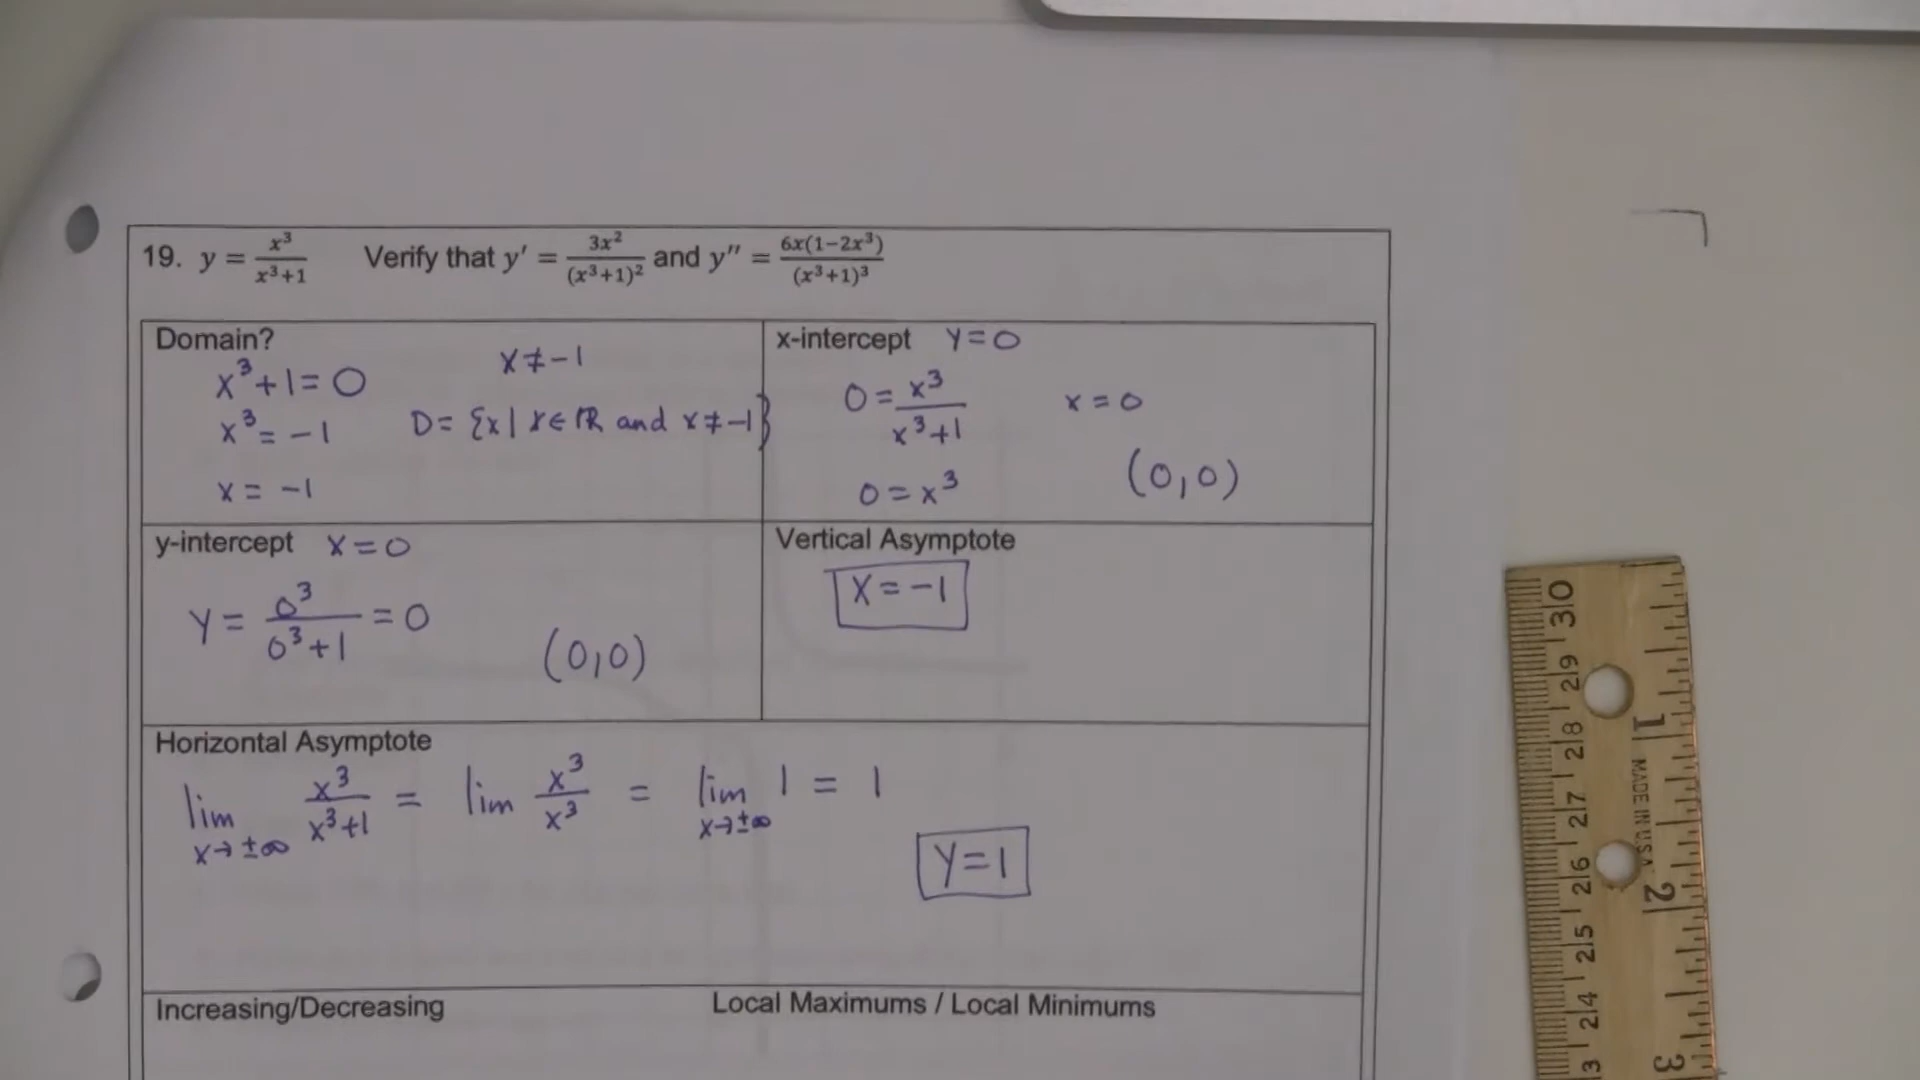 19. y = x³/(x³+1) Verify that y′ = 3x²/(x³+1)² and y″ = 6x(1−2x³)/(x³+1)³
Domain?
x³+1=0
x≠−1
x³=−1
D={x|x∈ℝ and x≠−1}
x=−1
x-intercept y=0
0=x³/(x³+1)
x=0
0=x³
(0,0)
y-intercept x=0
y=0³/(0³+1)=0
(0,0)
Vertical Asymptote
x=−1
Horizontal Asymptote
lim x→±∞ x³/(x³+1) = lim x³/x³ = lim x→±∞ 1 = 1
y=1
Increasing/Decreasing
Local Maximums / Local Minimums
30
29
28
27
26
25
24
3
1
MADE IN U.S.A.
2
3